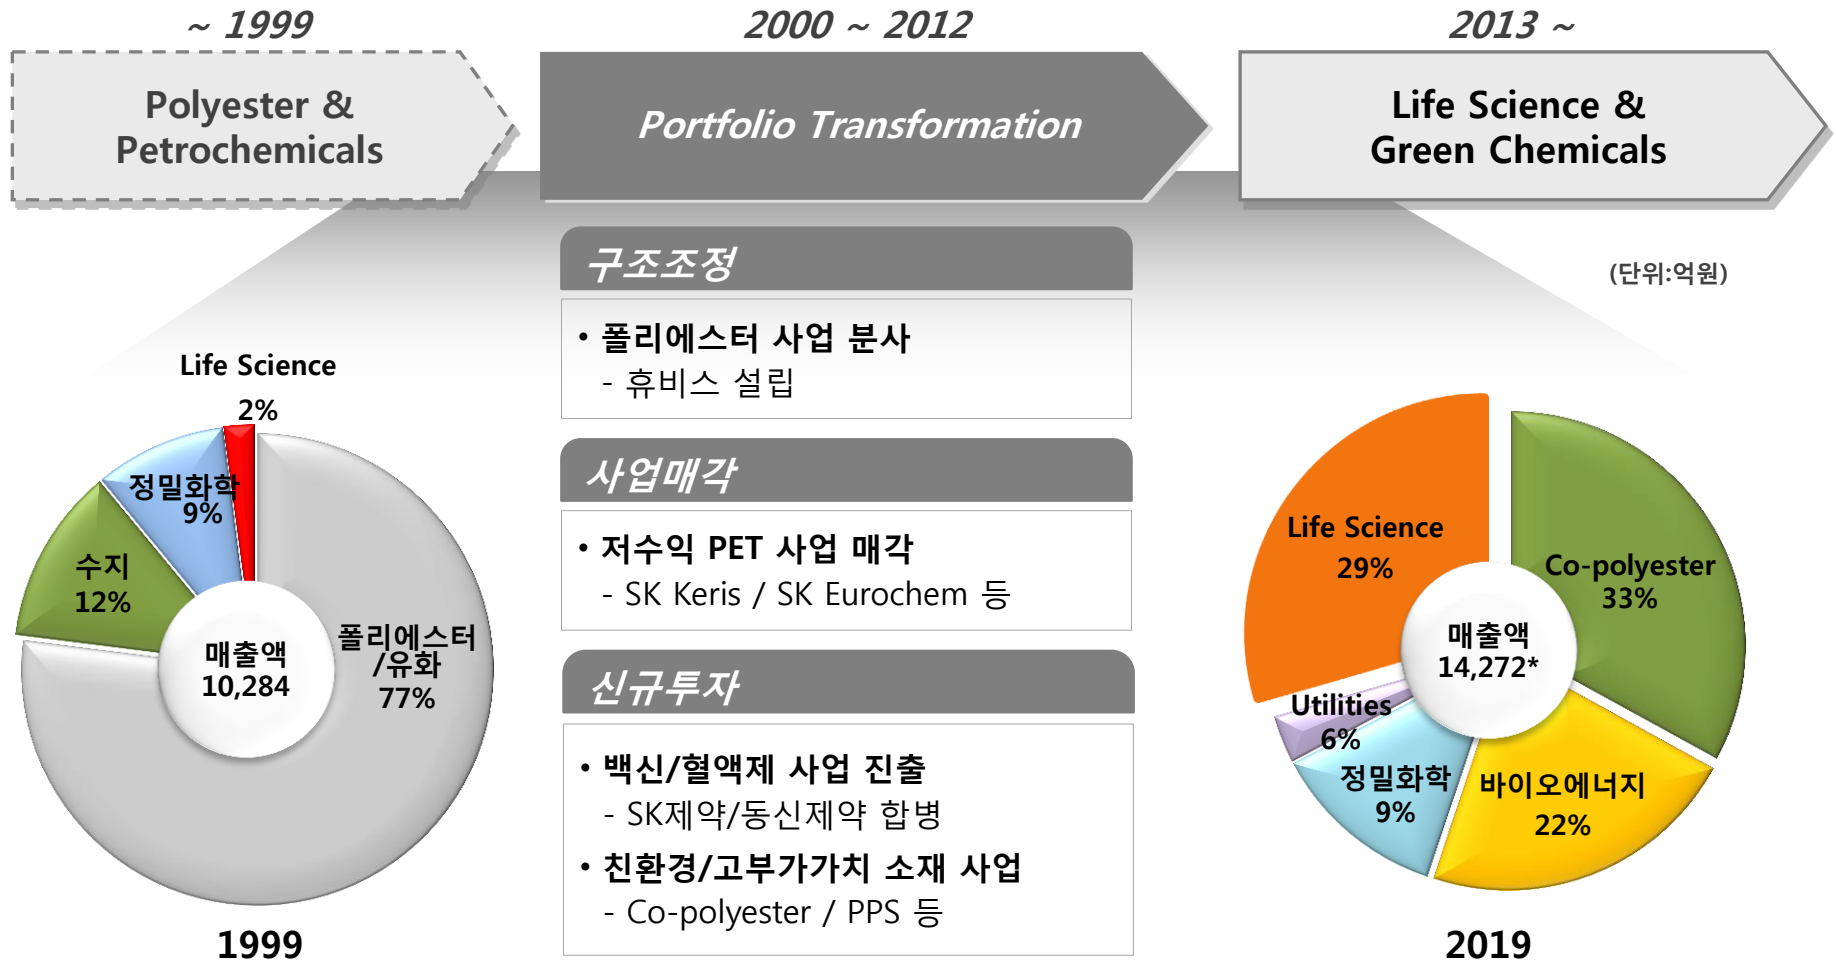 ~ 1999
2000 ~ 2012
2013 ~
Polyester &
Petrochemicals
Portfolio Transformation
Life Science &
Green Chemicals
(단위:억원)
Life Science
2%
정밀화학
9%
수지
12%
매출액
10,284
폴리에스터
/유화
77%
1999
구조조정
• 폴리에스터 사업 분사
- 휴비스 설립
사업매각
• 저수익 PET 사업 매각
- SK Keris / SK Eurochem 등
신규투자
• 백신/혈액제 사업 진출
- SK제약/동신제약 합병
• 친환경/고부가가치 소재 사업
- Co-polyester / PPS 등
Life Science
29%
Co-polyester
33%
매출액
14,272*
Utilities
6%
정밀화학
9%
바이오에너지
22%
2019